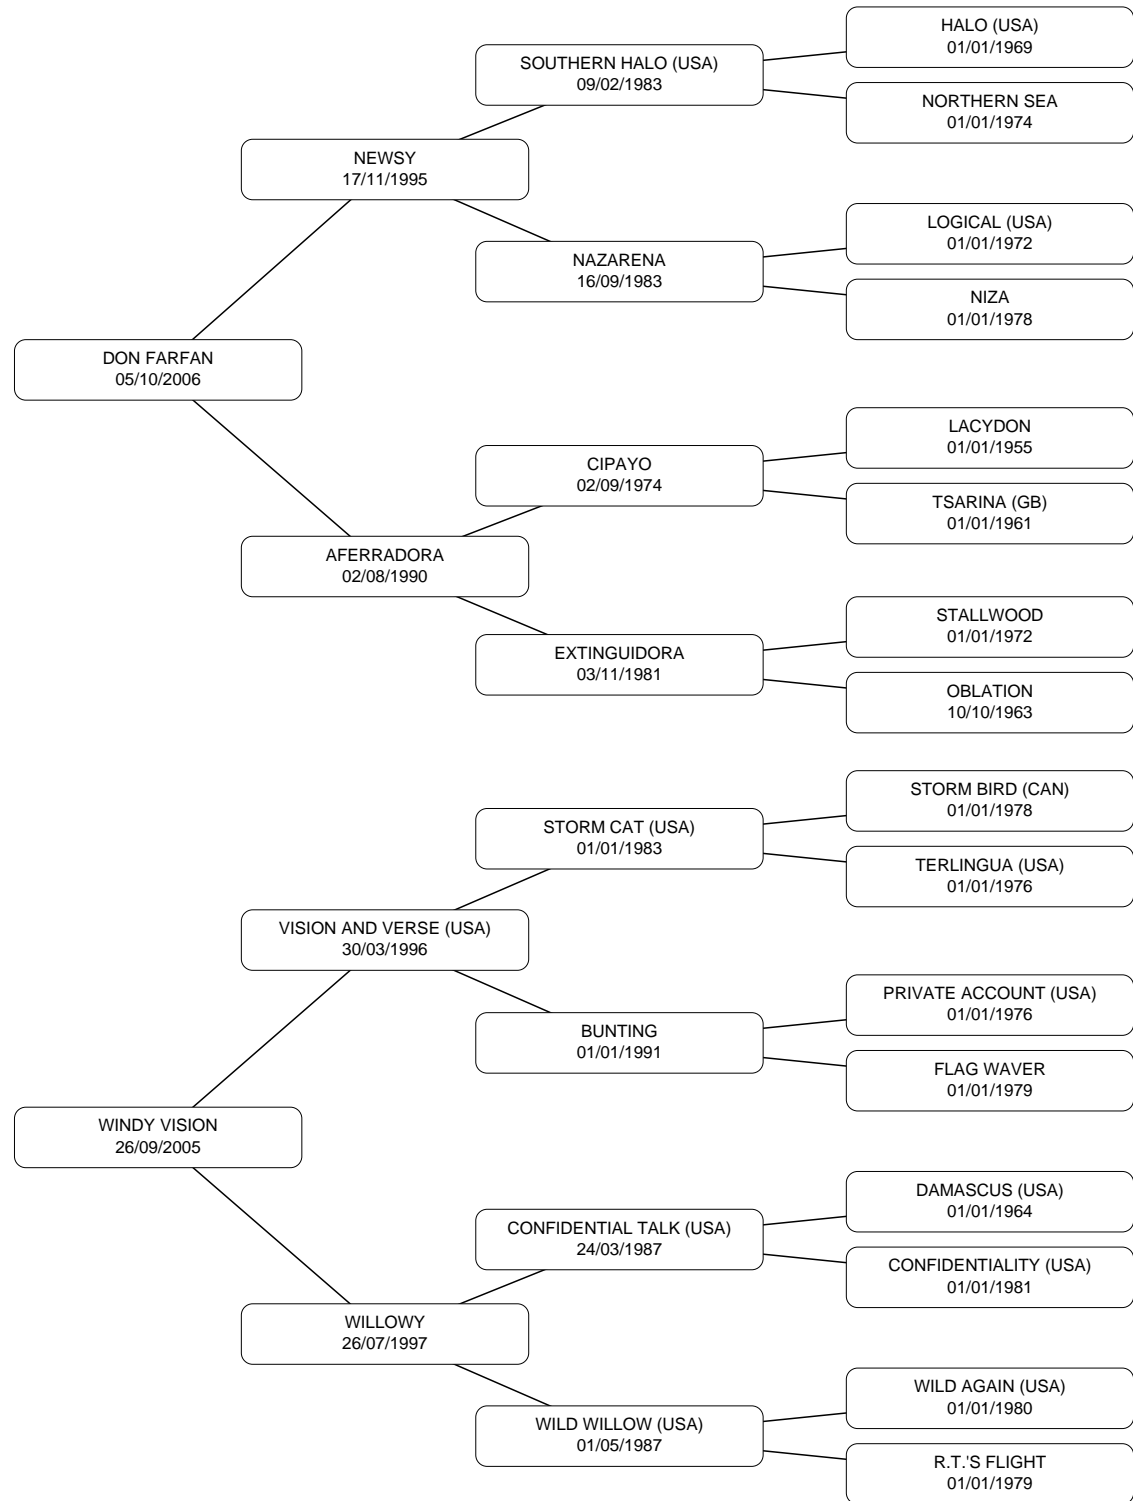 HALO (USA)
01/01/1969
SOUTHERN HALO (USA)
09/02/1983
NORTHERN SEA
01/01/1974
NEWSY
17/11/1995
LOGICAL (USA)
01/01/1972
NAZARENA
16/09/1983
NIZA
01/01/1978
DON FARFAN
05/10/2006
LACYDON
01/01/1955
CIPAYO
02/09/1974
TSARINA (GB)
01/01/1961
AFERRADORA
02/08/1990
STALLWOOD
01/01/1972
EXTINGUIDORA
03/11/1981
OBLATION
10/10/1963
STORM BIRD (CAN)
01/01/1978
STORM CAT (USA)
01/01/1983
TERLINGUA (USA)
01/01/1976
VISION AND VERSE (USA)
30/03/1996
PRIVATE ACCOUNT (USA)
01/01/1976
BUNTING
01/01/1991
FLAG WAVER
01/01/1979
WINDY VISION
26/09/2005
DAMASCUS (USA)
01/01/1964
CONFIDENTIAL TALK (USA)
24/03/1987
CONFIDENTIALITY (USA)
01/01/1981
WILLOWY
26/07/1997
WILD AGAIN (USA)
01/01/1980
WILD WILLOW (USA)
01/05/1987
R.T.'S FLIGHT
01/01/1979